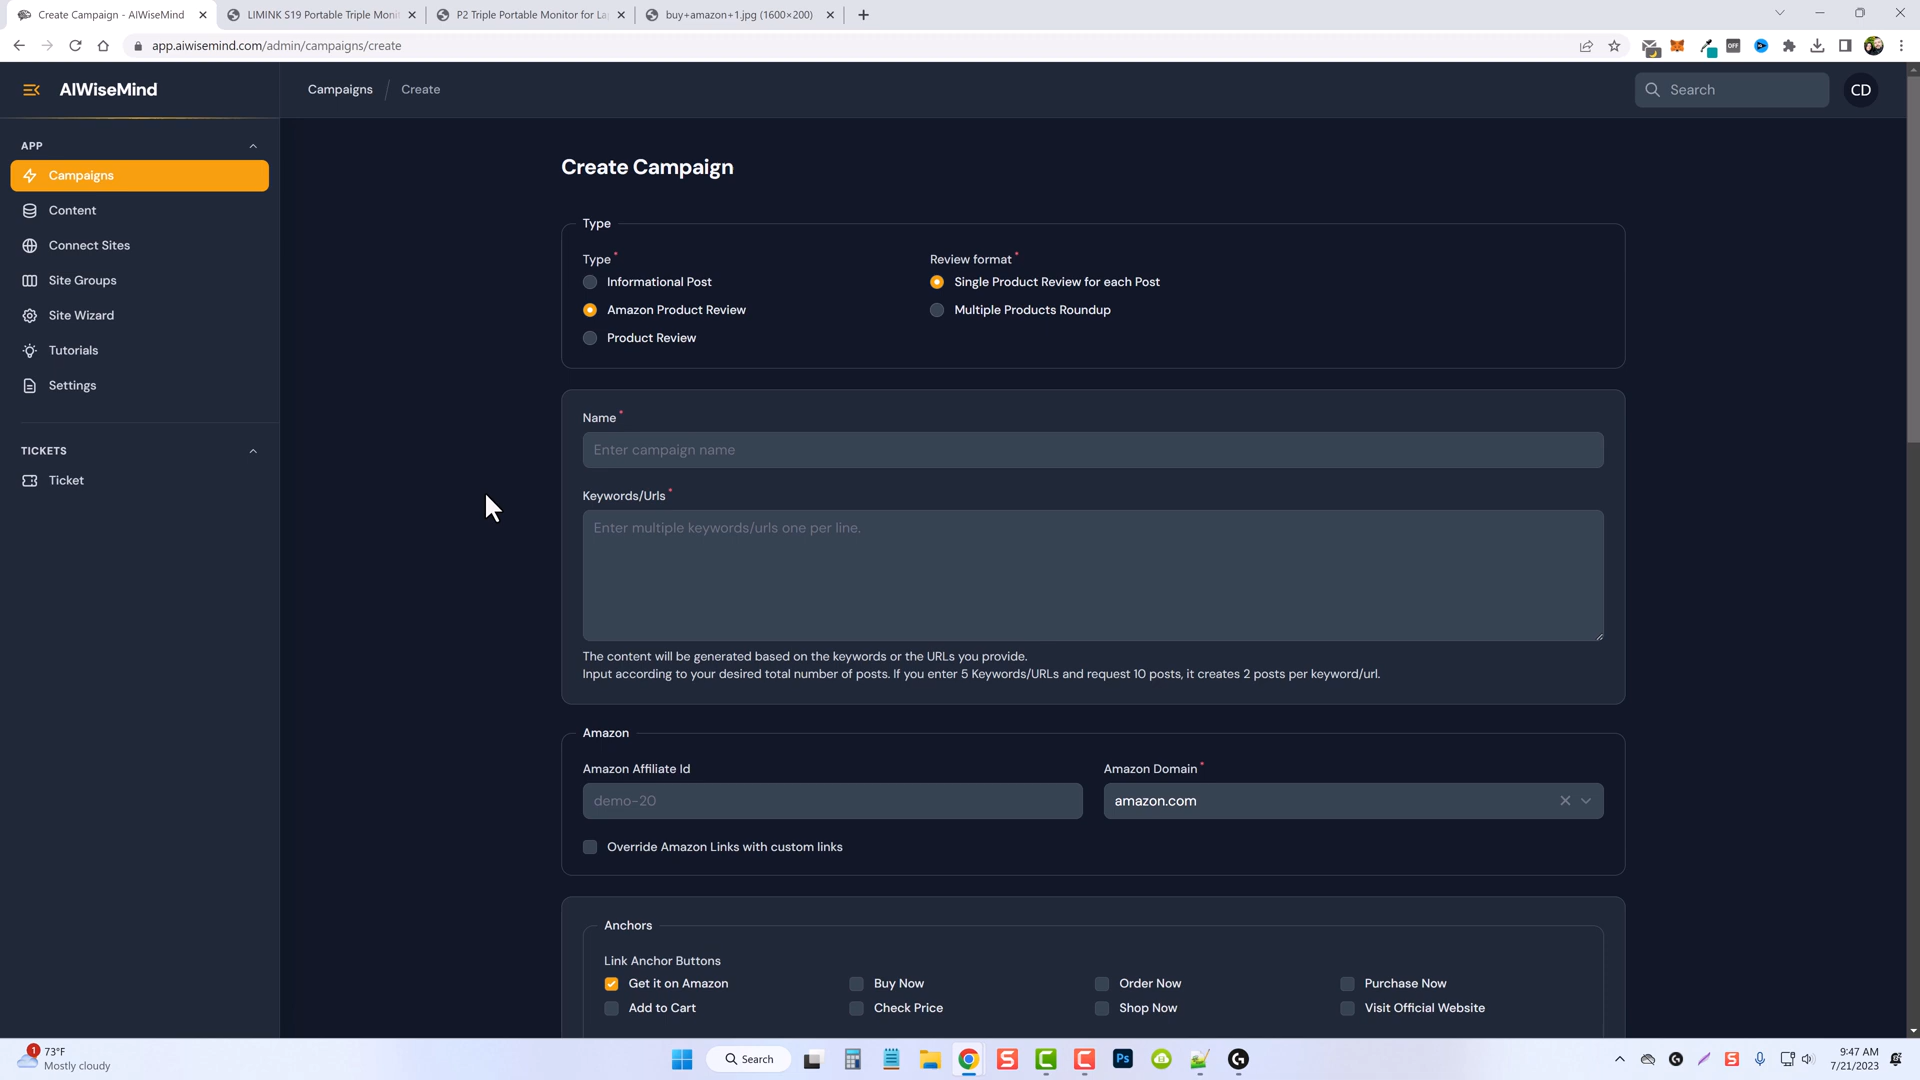 Create Campaign - AIWiseMind
LIMINK S19 Portable Triple Monit
P2 Triple Portable Monitor for La
buy+amazon+1.jpg (1600×200)
app.aiwisemind.com/admin/campaigns/create
OFF
AIWiseMind
Campaigns
Create
Search
CD
APP
Campaigns
Content
Connect Sites
Site Groups
Site Wizard
Tutorials
Settings
TICKETS
Ticket
Create Campaign
Type
Type*
Informational Post
Amazon Product Review
Product Review
Review format*
Single Product Review for each Post
Multiple Products Roundup
Name*
Enter campaign name
Keywords/Urls*
Enter multiple keywords/urls one per line.
The content will be generated based on the keywords or the URLs you provide.
Input according to your desired total number of posts. If you enter 5 Keywords/URLs and request 10 posts, it creates 2 posts per keyword/url.
Amazon
Amazon Affiliate Id
demo-20
Amazon Domain*
amazon.com
Override Amazon Links with custom links
Anchors
Link Anchor Buttons
Get it on Amazon
Buy Now
Order Now
Purchase Now
Add to Cart
Check Price
Shop Now
Visit Official Website
1
73°F
Mostly cloudy
Search
Ps
9:47 AM
7/21/2023